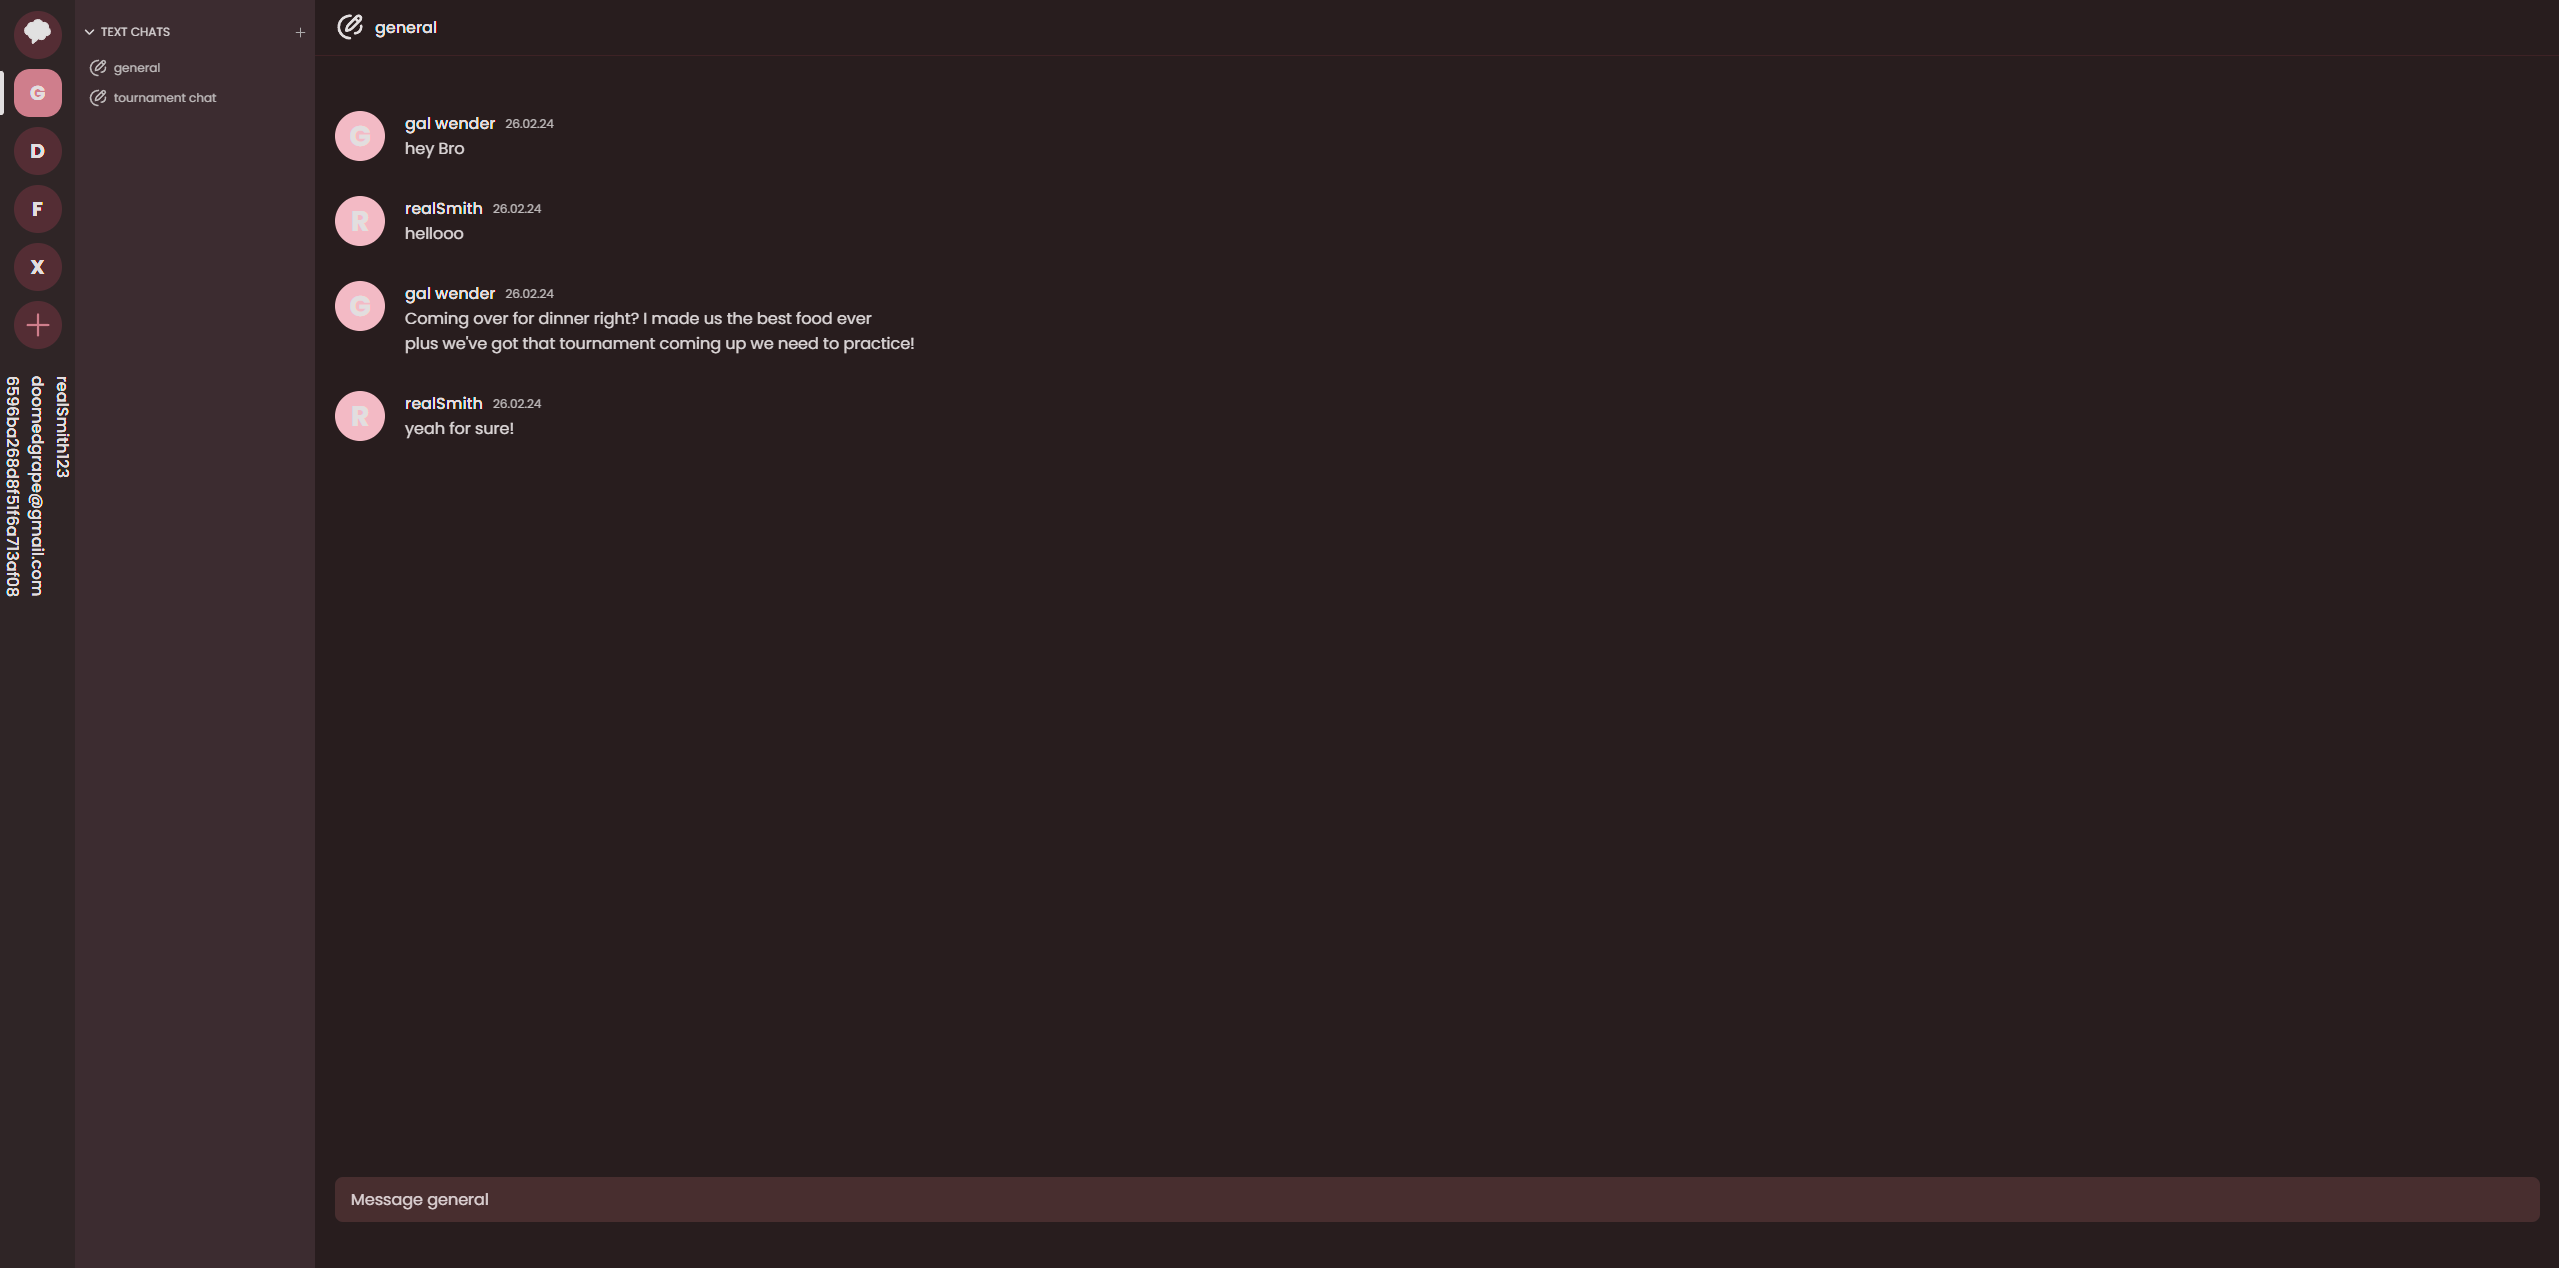 G
D
F
X
realSmith123
doomedgrape@gmail.com
6596ba268d8f51f6a713af08
TEXT CHATS
general
tournament chat
general
G
gal wender 26.02.24
hey Bro
R
realSmith 26.02.24
hellooo
G
gal wender 26.02.24
Coming over for dinner right? I made us the best food ever
plus we've got that tournament coming up we need to practice!
R
realSmith 26.02.24
yeah for sure!
Message general